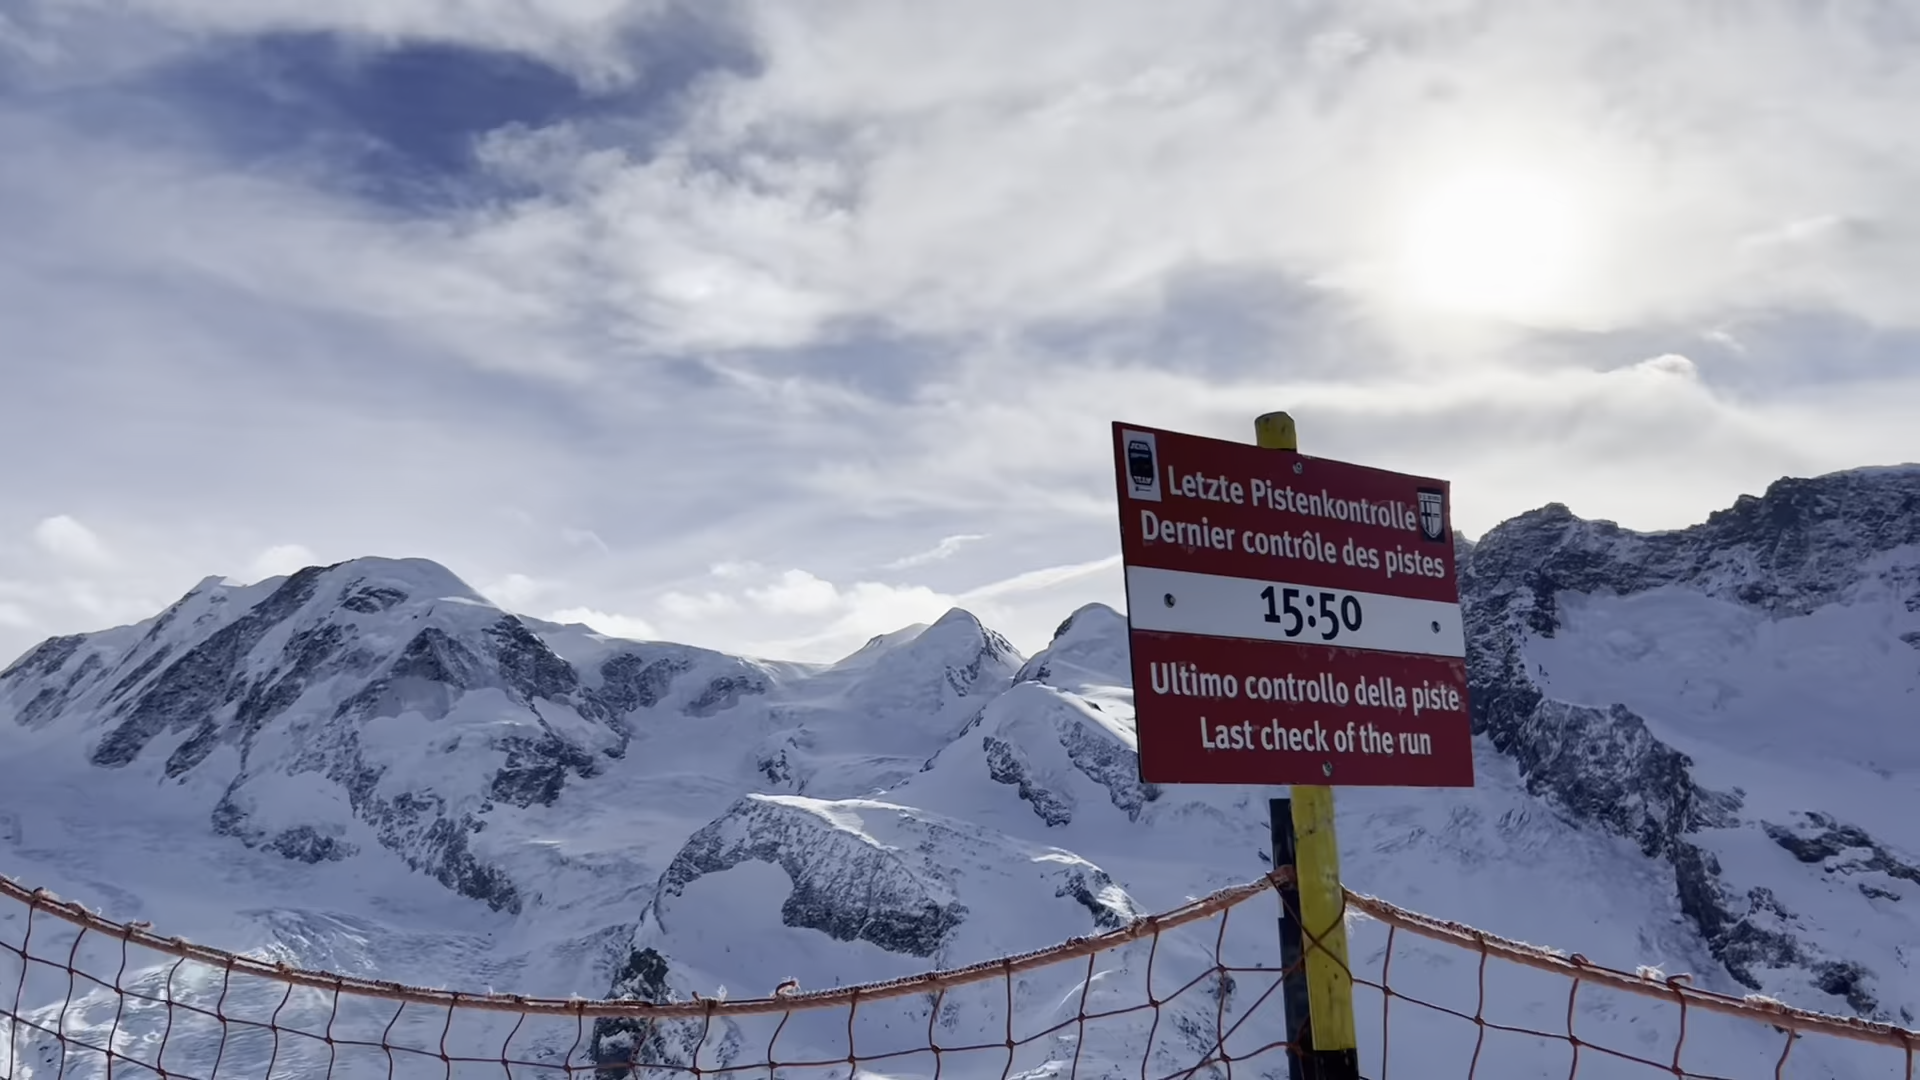 Letzte Pistenkontrolle
Dernier contrôle des pistes
15:50
Ultimo controllo della piste
Last check of the run